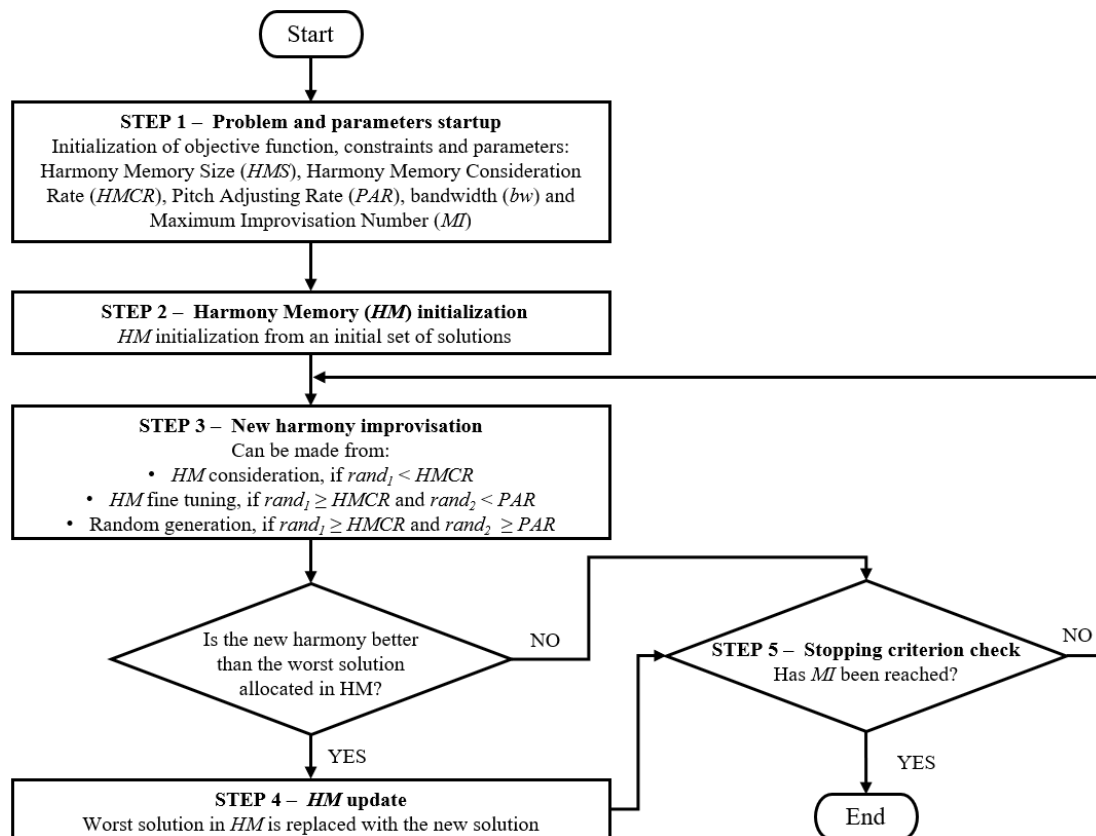 Start
STEP 1 – Problem and parameters startup
Initialization of objective function, constraints and parameters:
Harmony Memory Size (HMS), Harmony Memory Consideration
Rate (HMCR), Pitch Adjusting Rate (PAR), bandwidth (bw) and
Maximum Improvisation Number (MI)
STEP 2 – Harmony Memory (HM) initialization
HM initialization from an initial set of solutions
STEP 3 – New harmony improvisation
Can be made from:
• HM consideration, if rand₁ < HMCR
• HM fine tuning, if rand₁ ≥ HMCR and rand₂ < PAR
• Random generation, if rand₁ ≥ HMCR and rand₂ ≥ PAR
Is the new harmony better
than the worst solution
allocated in HM?
NO
YES
STEP 4 – HM update
Worst solution in HM is replaced with the new solution
STEP 5 – Stopping criterion check
Has MI been reached?
NO
YES
End